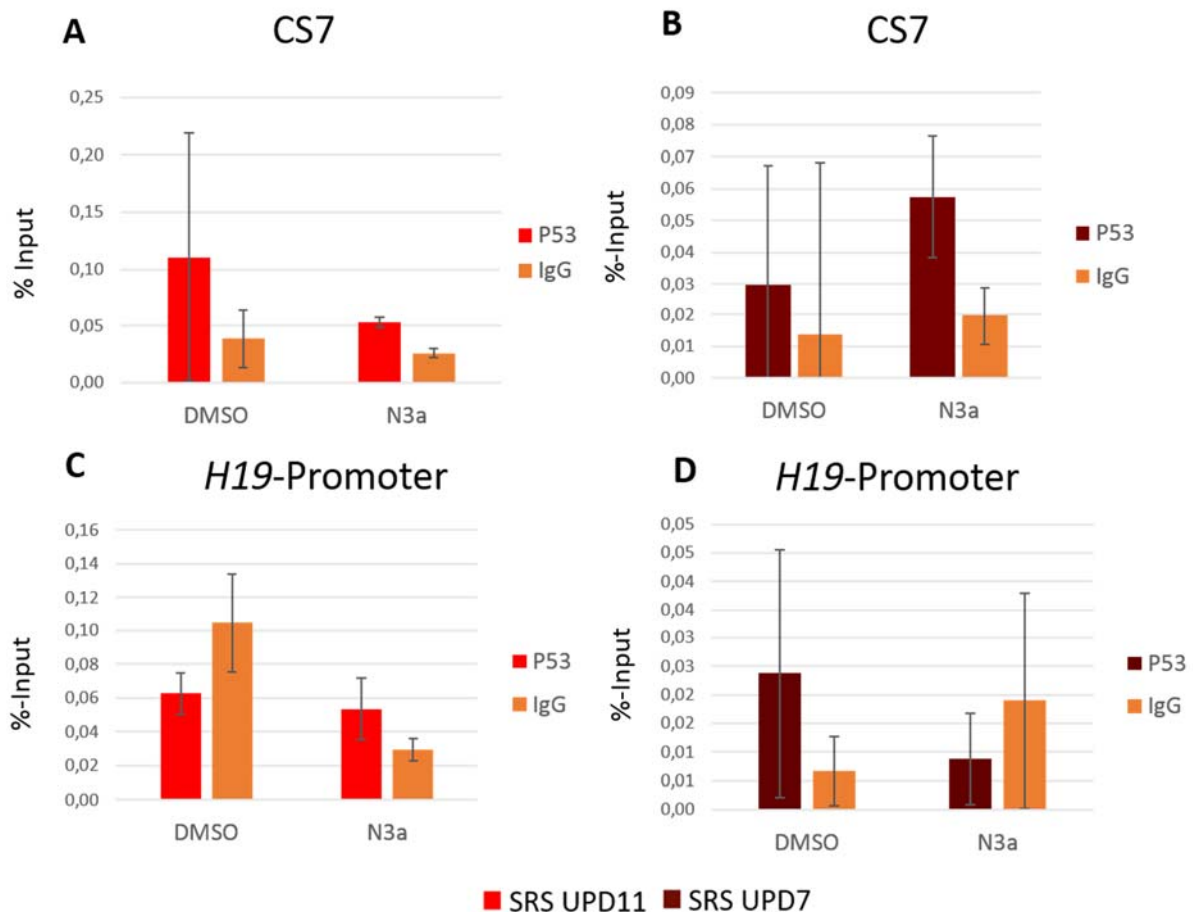 A
CS7
0,25
0,20
0,15
0,10
0,05
0,00
% Input
DMSO
N3a
P53
IgG
B
CS7
0,09
0,08
0,07
0,06
0,05
0,04
0,03
0,02
0,01
0,00
%-Input
DMSO
N3a
P53
IgG
C
H19-Promoter
0,16
0,14
0,12
0,10
0,08
0,06
0,04
0,02
0,00
%-Input
DMSO
N3a
P53
IgG
D
H19-Promoter
0,05
0,05
0,04
0,04
0,03
0,03
0,02
0,02
0,01
0,01
0,00
%-Input
DMSO
N3a
P53
IgG
SRS UPD11 SRS UPD7